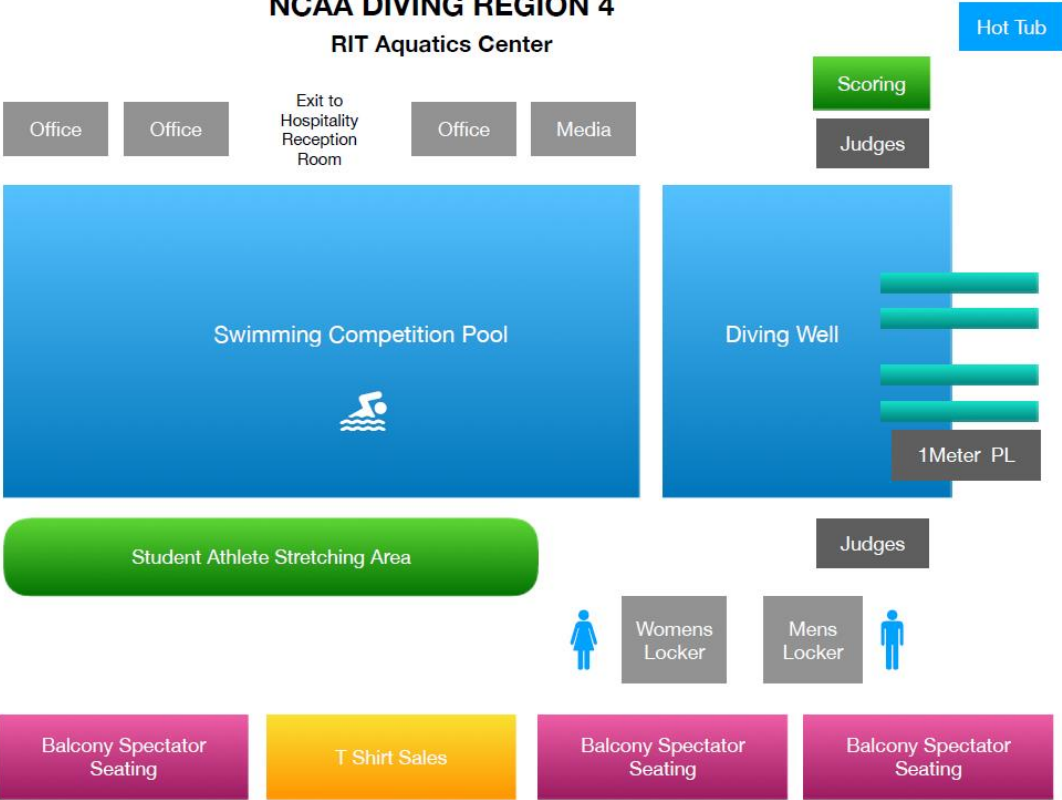 NCAA DIVING REGION 4
RIT Aquatics Center
Hot Tub
Scoring
Office
Office
Exit to
Hospitality
Reception
Room
Office
Media
Judges
Swimming Competition Pool
Diving Well
1Meter PL
Student Athlete Stretching Area
Judges
Womens
Locker
Mens
Locker
Balcony Spectator
Seating
T Shirt Sales
Balcony Spectator
Seating
Balcony Spectator
Seating